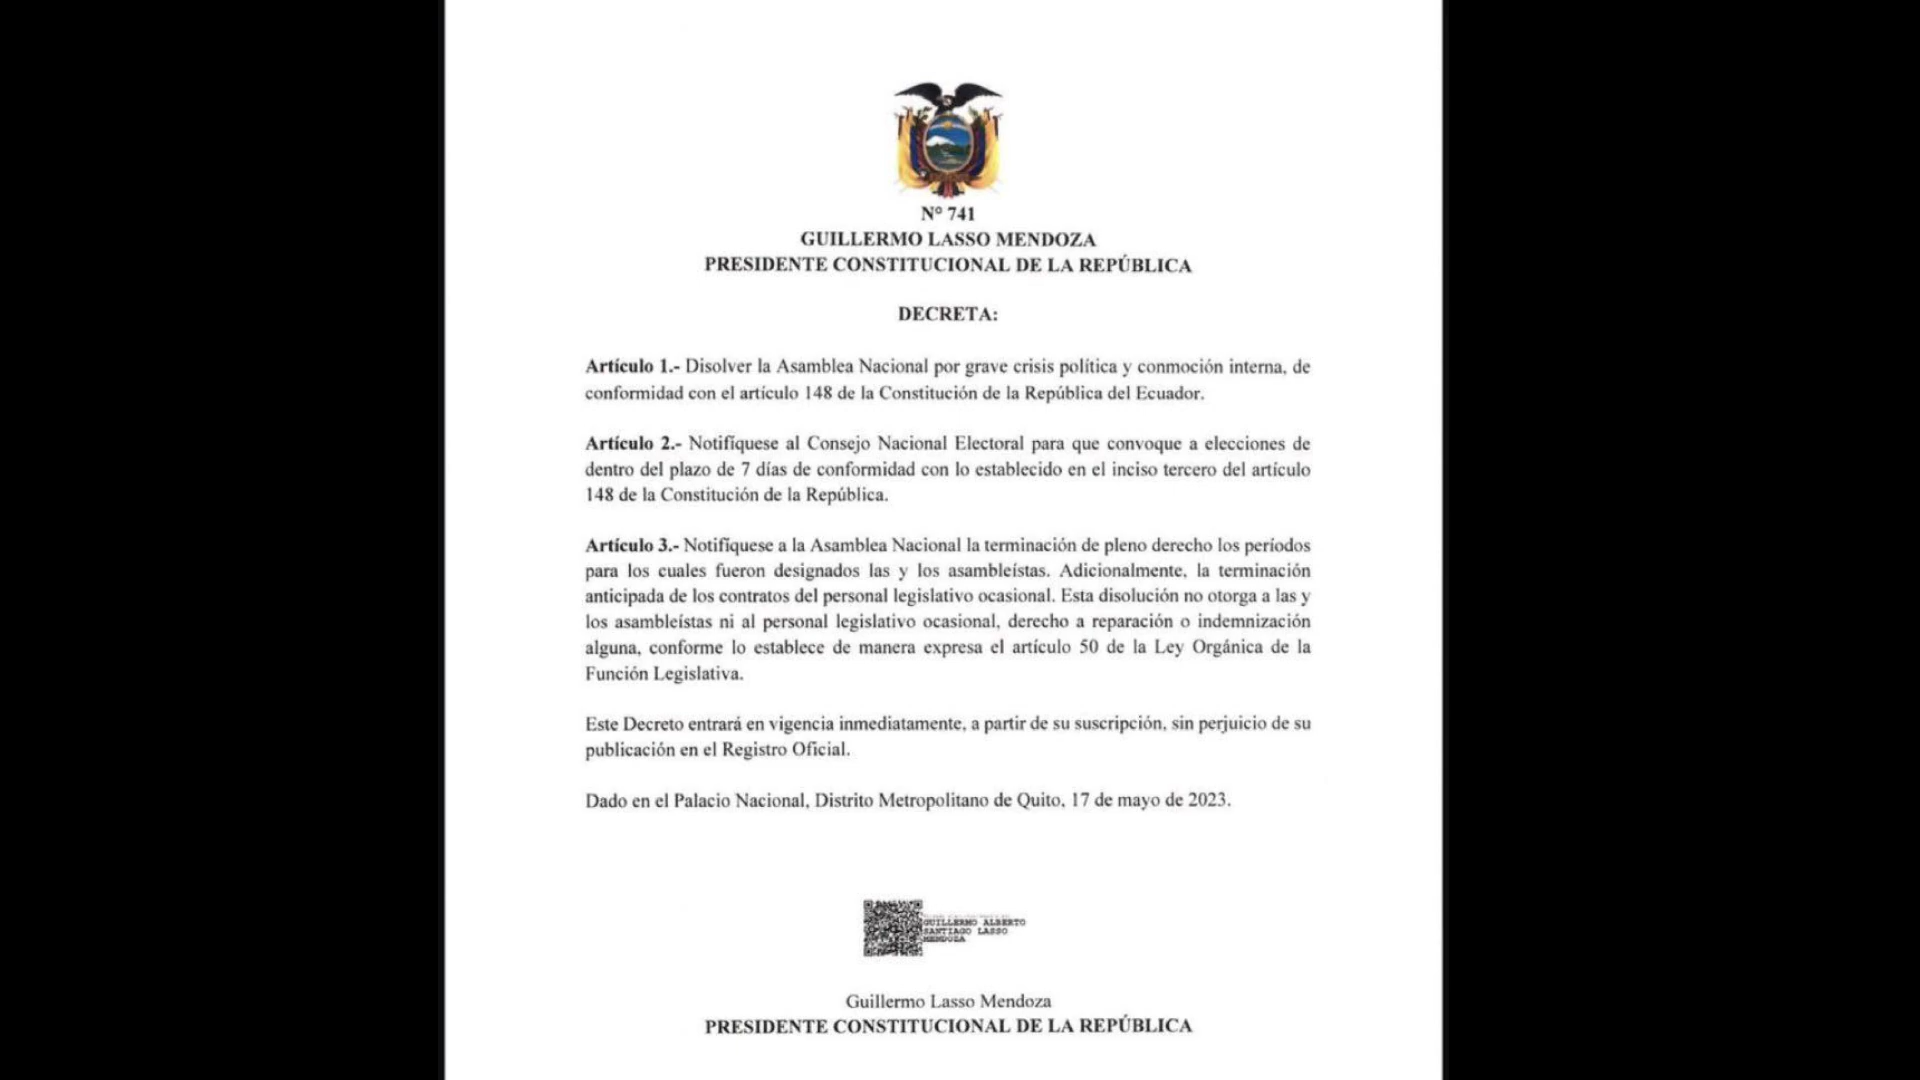 Nº 741
GUILLERMO LASSO MENDOZA
PRESIDENTE CONSTITUCIONAL DE LA REPÚBLICA
DECRETA:
Artículo 1.- Disolver la Asamblea Nacional por grave crisis política y conmoción interna, de
conformidad con el artículo 148 de la Constitución de la República del Ecuador.
Artículo 2.- Notifíquese al Consejo Nacional Electoral para que convoque a elecciones de
dentro del plazo de 7 días de conformidad con lo establecido en el inciso tercero del artículo
148 de la Constitución de la República.
Artículo 3.- Notifíquese a la Asamblea Nacional la terminación de pleno derecho los períodos
para los cuales fueron designados las y los asambleístas. Adicionalmente, la terminación
anticipada de los contratos del personal legislativo ocasional. Esta disolución no otorga a las y
los asambleístas ni al personal legislativo ocasional, derecho a reparación o indemnización
alguna, conforme lo establece de manera expresa el artículo 50 de la Ley Orgánica de la
Función Legislativa.
Este Decreto entrará en vigencia inmediatamente, a partir de su suscripción, sin perjuicio de su
publicación en el Registro Oficial.
Dado en el Palacio Nacional, Distrito Metropolitano de Quito, 17 de mayo de 2023.
GUILLERMO ALBERTO
SANTIAGO LASSO
MENDOZA
Guillermo Lasso Mendoza
PRESIDENTE CONSTITUCIONAL DE LA REPÚBLICA